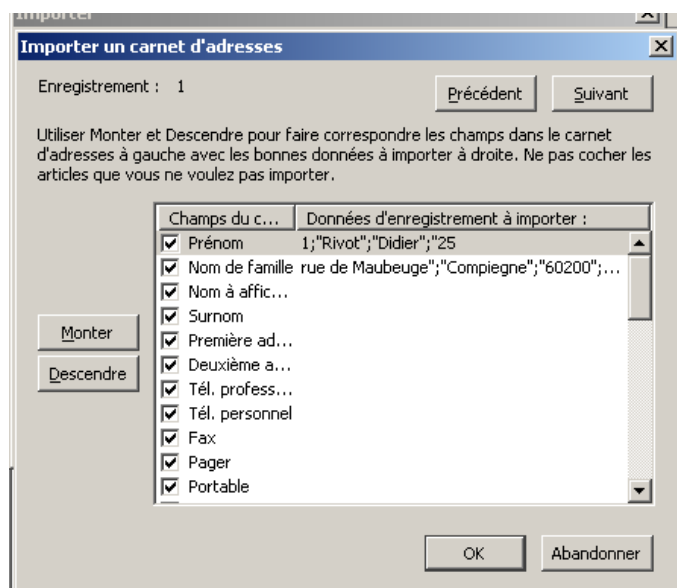 Importer
Importer un carnet d'adresses
Enregistrement : 1
Précédent
Suivant
Utiliser Monter et Descendre pour faire correspondre les champs dans le carnet
d'adresses à gauche avec les bonnes données à importer à droite. Ne pas cocher les
articles que vous ne voulez pas importer.
Champs du c... Données d'enregistrement à importer :
Prénom 1;"Rivot";"Didier";"25
Nom de famille rue de Maubeuge";"Compiegne";"60200";...
Nom à affic...
Surnom
Monter
Première ad...
Descendre
Deuxième a...
Tél. profess...
Tél. personnel
Fax
Pager
Portable
OK
Abandonner